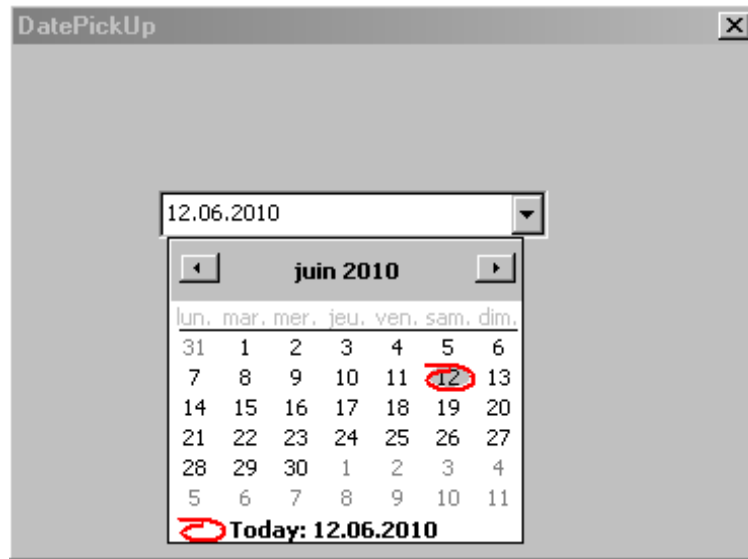 DatePickUp
12.06.2010
juin 2010
lun. mar. mer. jeu. ven. sam. dim.
31 1 2 3 4 5 6
7 8 9 10 11 12 13
14 15 16 17 18 19 20
21 22 23 24 25 26 27
28 29 30 1 2 3 4
5 6 7 8 9 10 11
Today: 12.06.2010